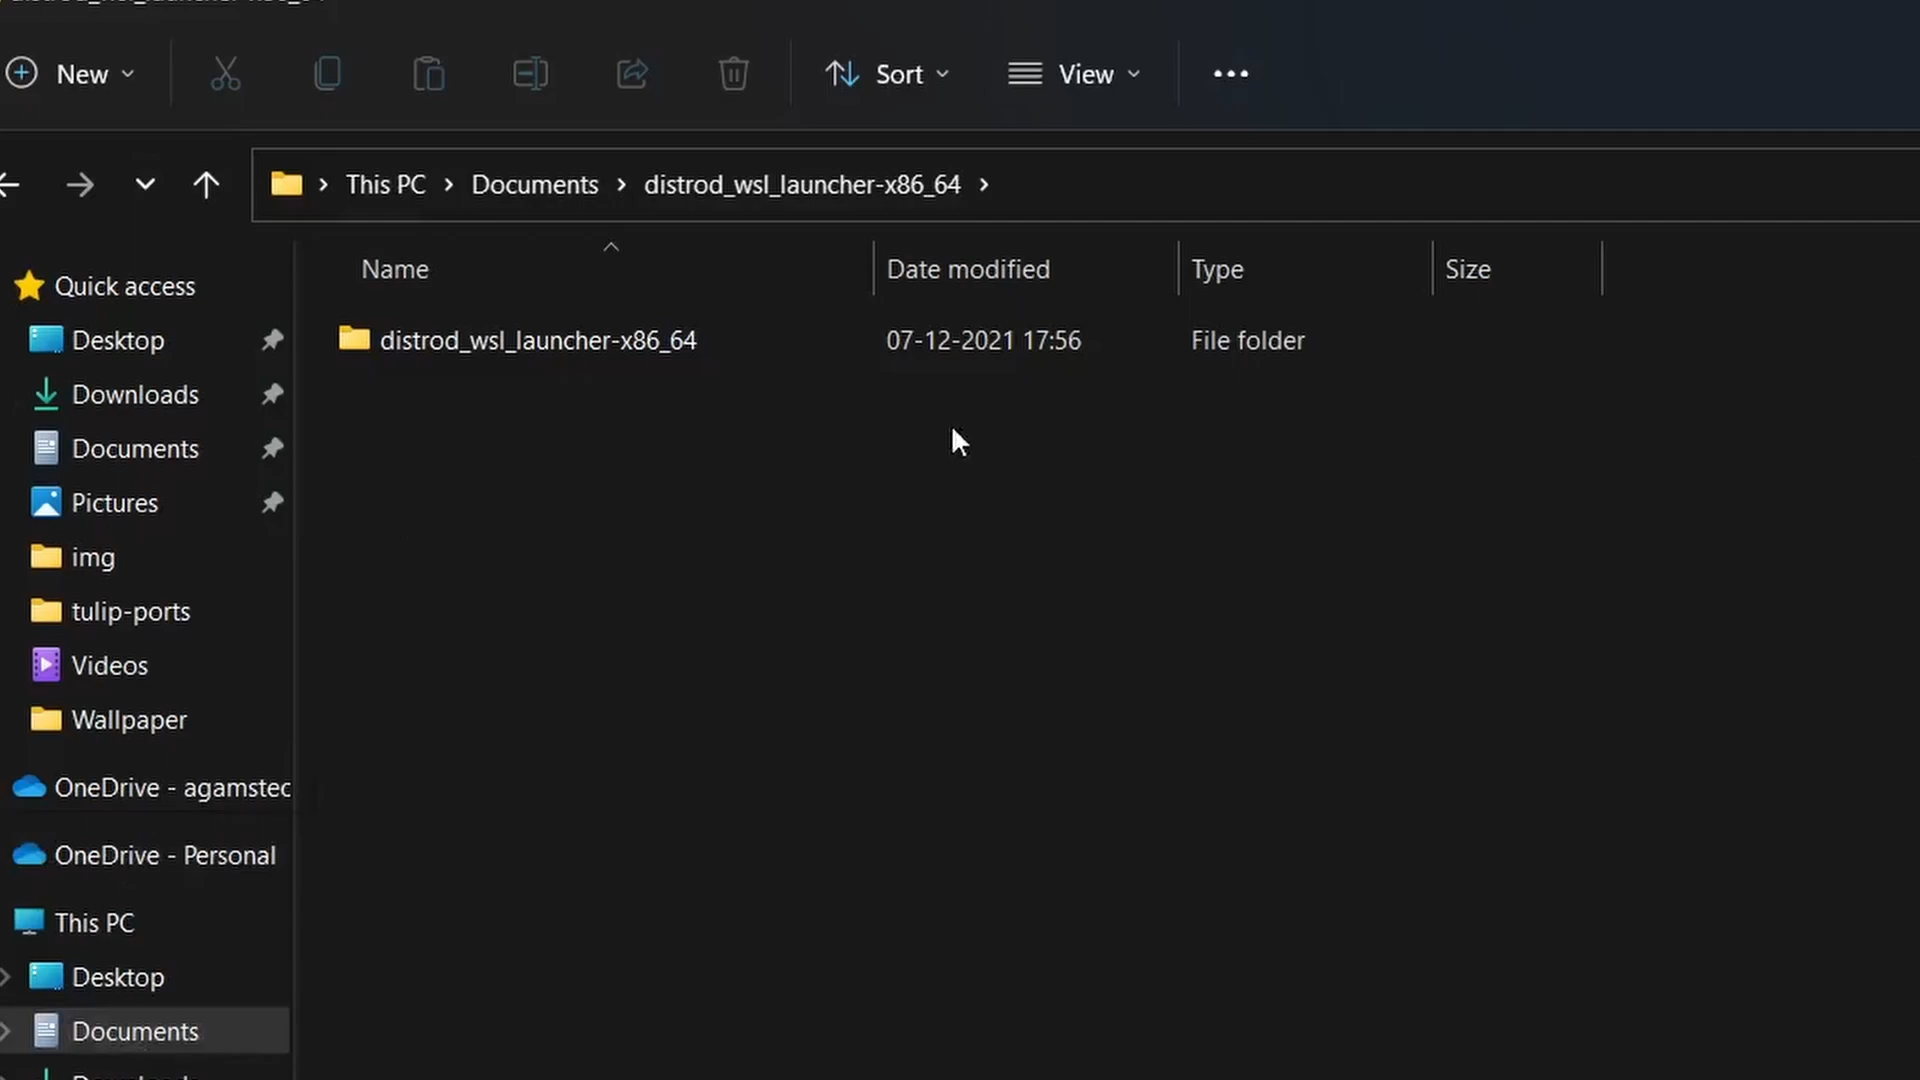 New
Sort
View
This PC
Documents
distrod_wsl_launcher-x86_64
Name
Date modified
Type
Size
distrod_wsl_launcher-x86_64
07-12-2021 17:56
File folder
Quick access
Desktop
Downloads
Documents
Pictures
img
tulip-ports
Videos
Wallpaper
OneDrive - agamstec
OneDrive - Personal
This PC
Desktop
Documents